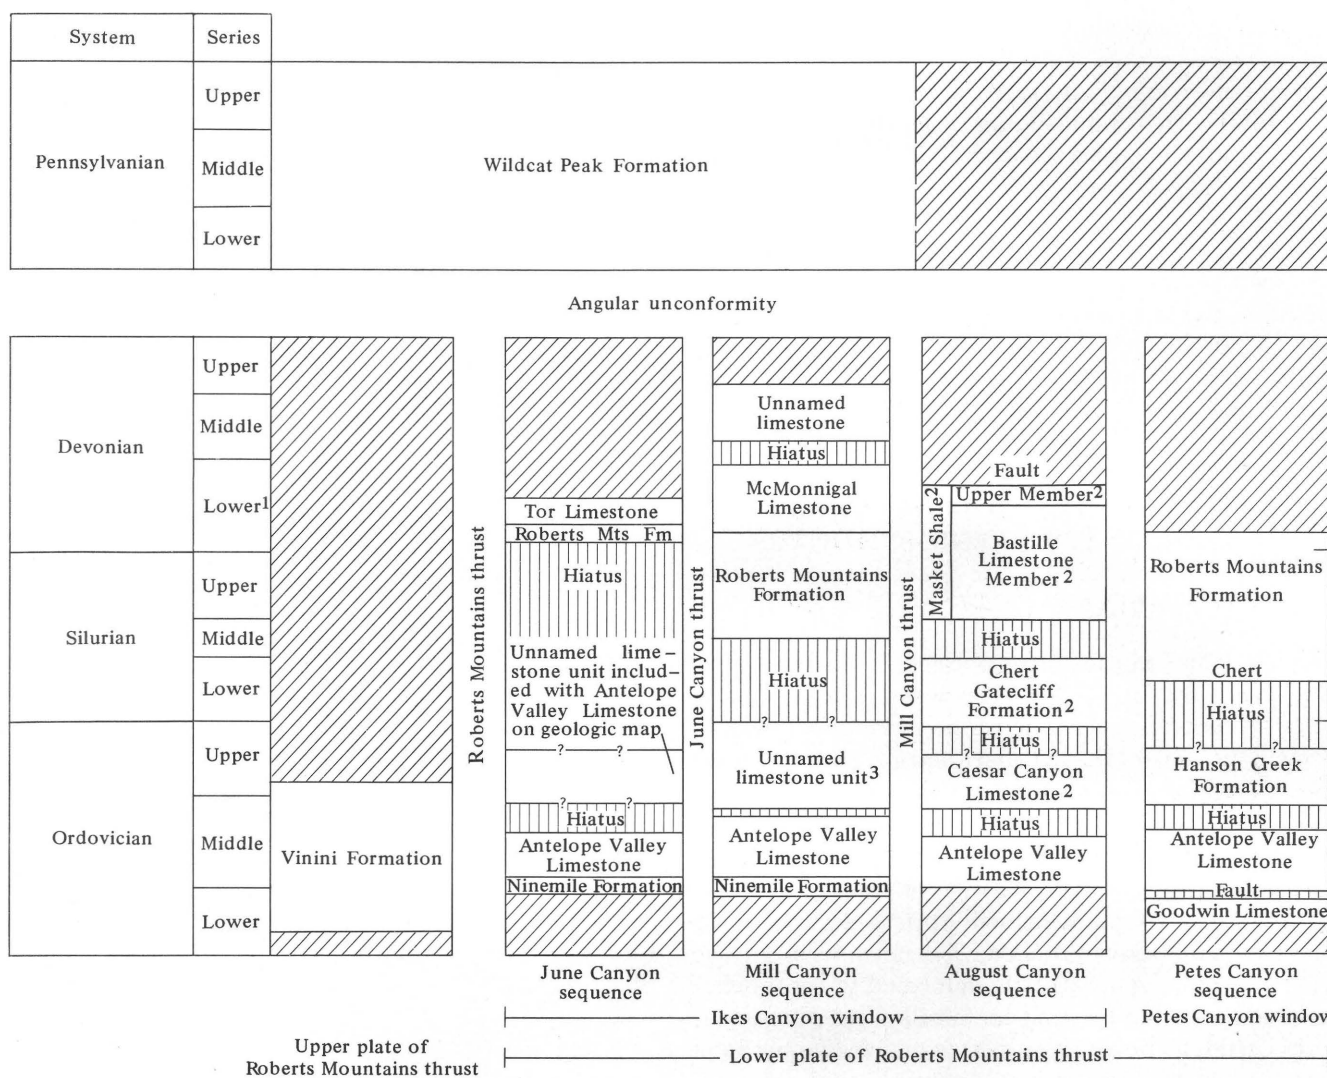 System
Series
Pennsylvanian
Upper
Middle
Lower
Wildcat Peak Formation
Angular unconformity
Devonian
Upper
Middle
Lower1
Silurian
Upper
Middle
Lower
Ordovician
Upper
Middle
Lower
Vinini Formation
Roberts Mountains thrust
Tor Limestone
Roberts Mts Fm
Hiatus
Unnamed lime–
stone unit includ–
ed with Antelope
Valley Limestone
on geologic map
? ?
? ?
Hiatus
Antelope Valley
Limestone
Ninemile Formation
June Canyon thrust
Unnamed
limestone
Hiatus
McMonnigal
Limestone
Roberts Mountains
Formation
Hiatus
? ?
Unnamed
limestone unit3
Antelope Valley
Limestone
Ninemile Formation
Mill Canyon thrust
Fault
Masket Shale2
Upper Member2
Bastille
Limestone
Member2
Hiatus
Chert
Gatecliff
Formation2
Hiatus
? ?
Caesar Canyon
Limestone2
Hiatus
Antelope Valley
Limestone
Roberts Mountains
Formation
Chert
Hiatus
? ?
Hanson Creek
Formation
Hiatus
Antelope Valley
Limestone
Fault
Goodwin Limestone
June Canyon
sequence
Mill Canyon
sequence
August Canyon
sequence
Petes Canyon
sequence
Ikes Canyon window
Petes Canyon window
Upper plate of
Roberts Mountains thrust
Lower plate of Roberts Mountains thrust